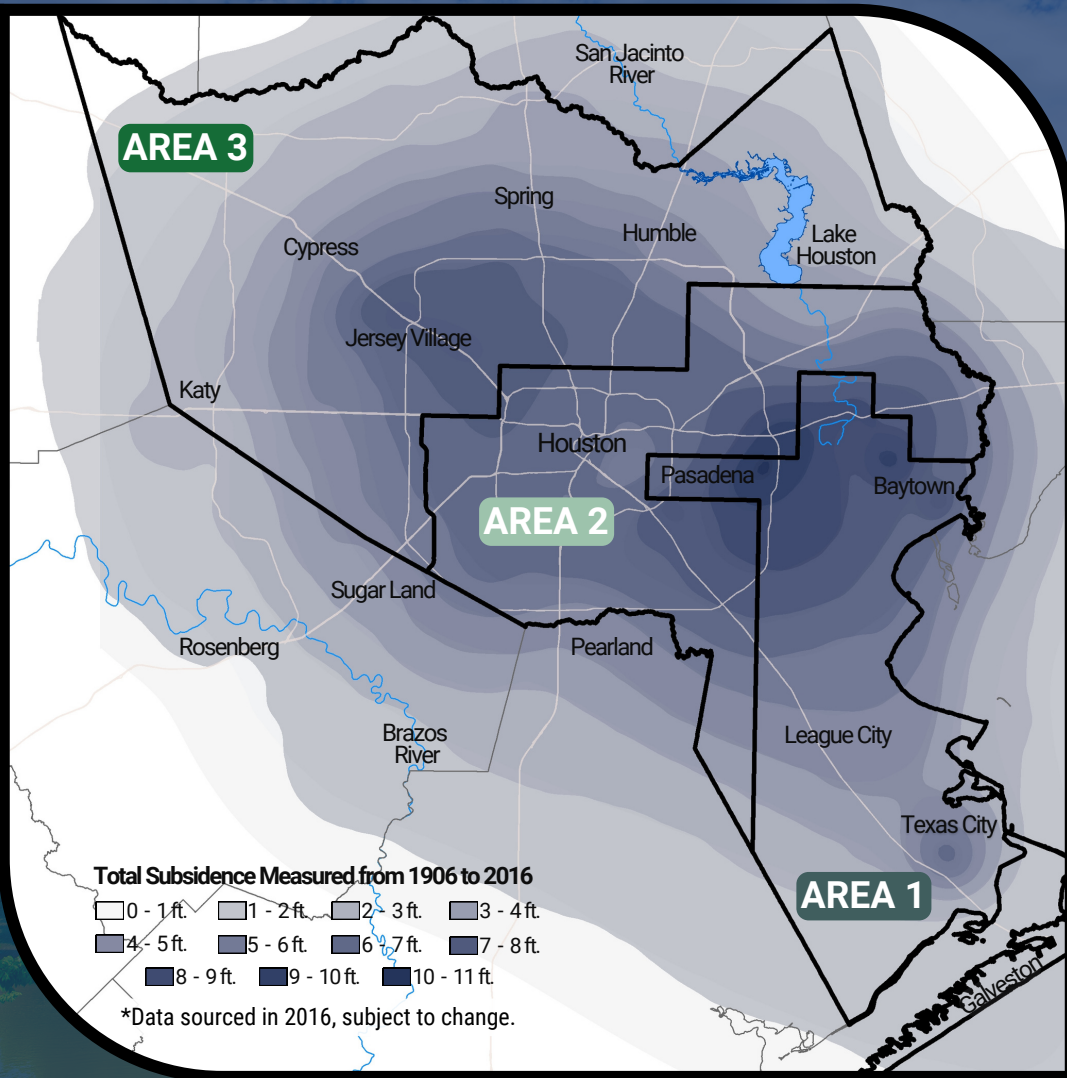 San Jacinto
River
AREA 3
Spring
Humble
Cypress
Lake
Houston
Jersey Village
Katy
Houston
Pasadena
Baytown
AREA 2
Sugar Land
Rosenberg
Pearland
Brazos
River
League City
Texas City
AREA 1
Galveston
Total Subsidence Measured from 1906 to 2016
0 - 1 ft. 1 - 2 ft. 2 - 3 ft. 3 - 4 ft.
4 - 5 ft. 5 - 6 ft. 6 - 7 ft. 7 - 8 ft.
8 - 9 ft. 9 - 10 ft. 10 - 11 ft.
*Data sourced in 2016, subject to change.